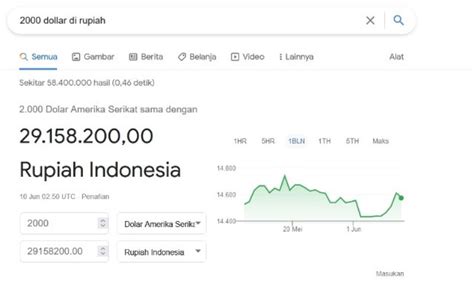 2000 dollar di rupiah
Semua Gambar Berita Belanja Video Lainnya Alat
Sekitar 58.400.000 hasil (0,46 detik)
2.000 Dolar Amerika Serikat sama dengan
29.158.200,00
Rupiah Indonesia
16 Jun 02.50 UTC Penafian
2000 Dolar Amerika Serika
29158200.00 Rupiah Indonesia
1HR 5HR 1BLN 1TH 5TH Maks
14.800
14.600
14.400
20 Mei 1 Jun
Masukan